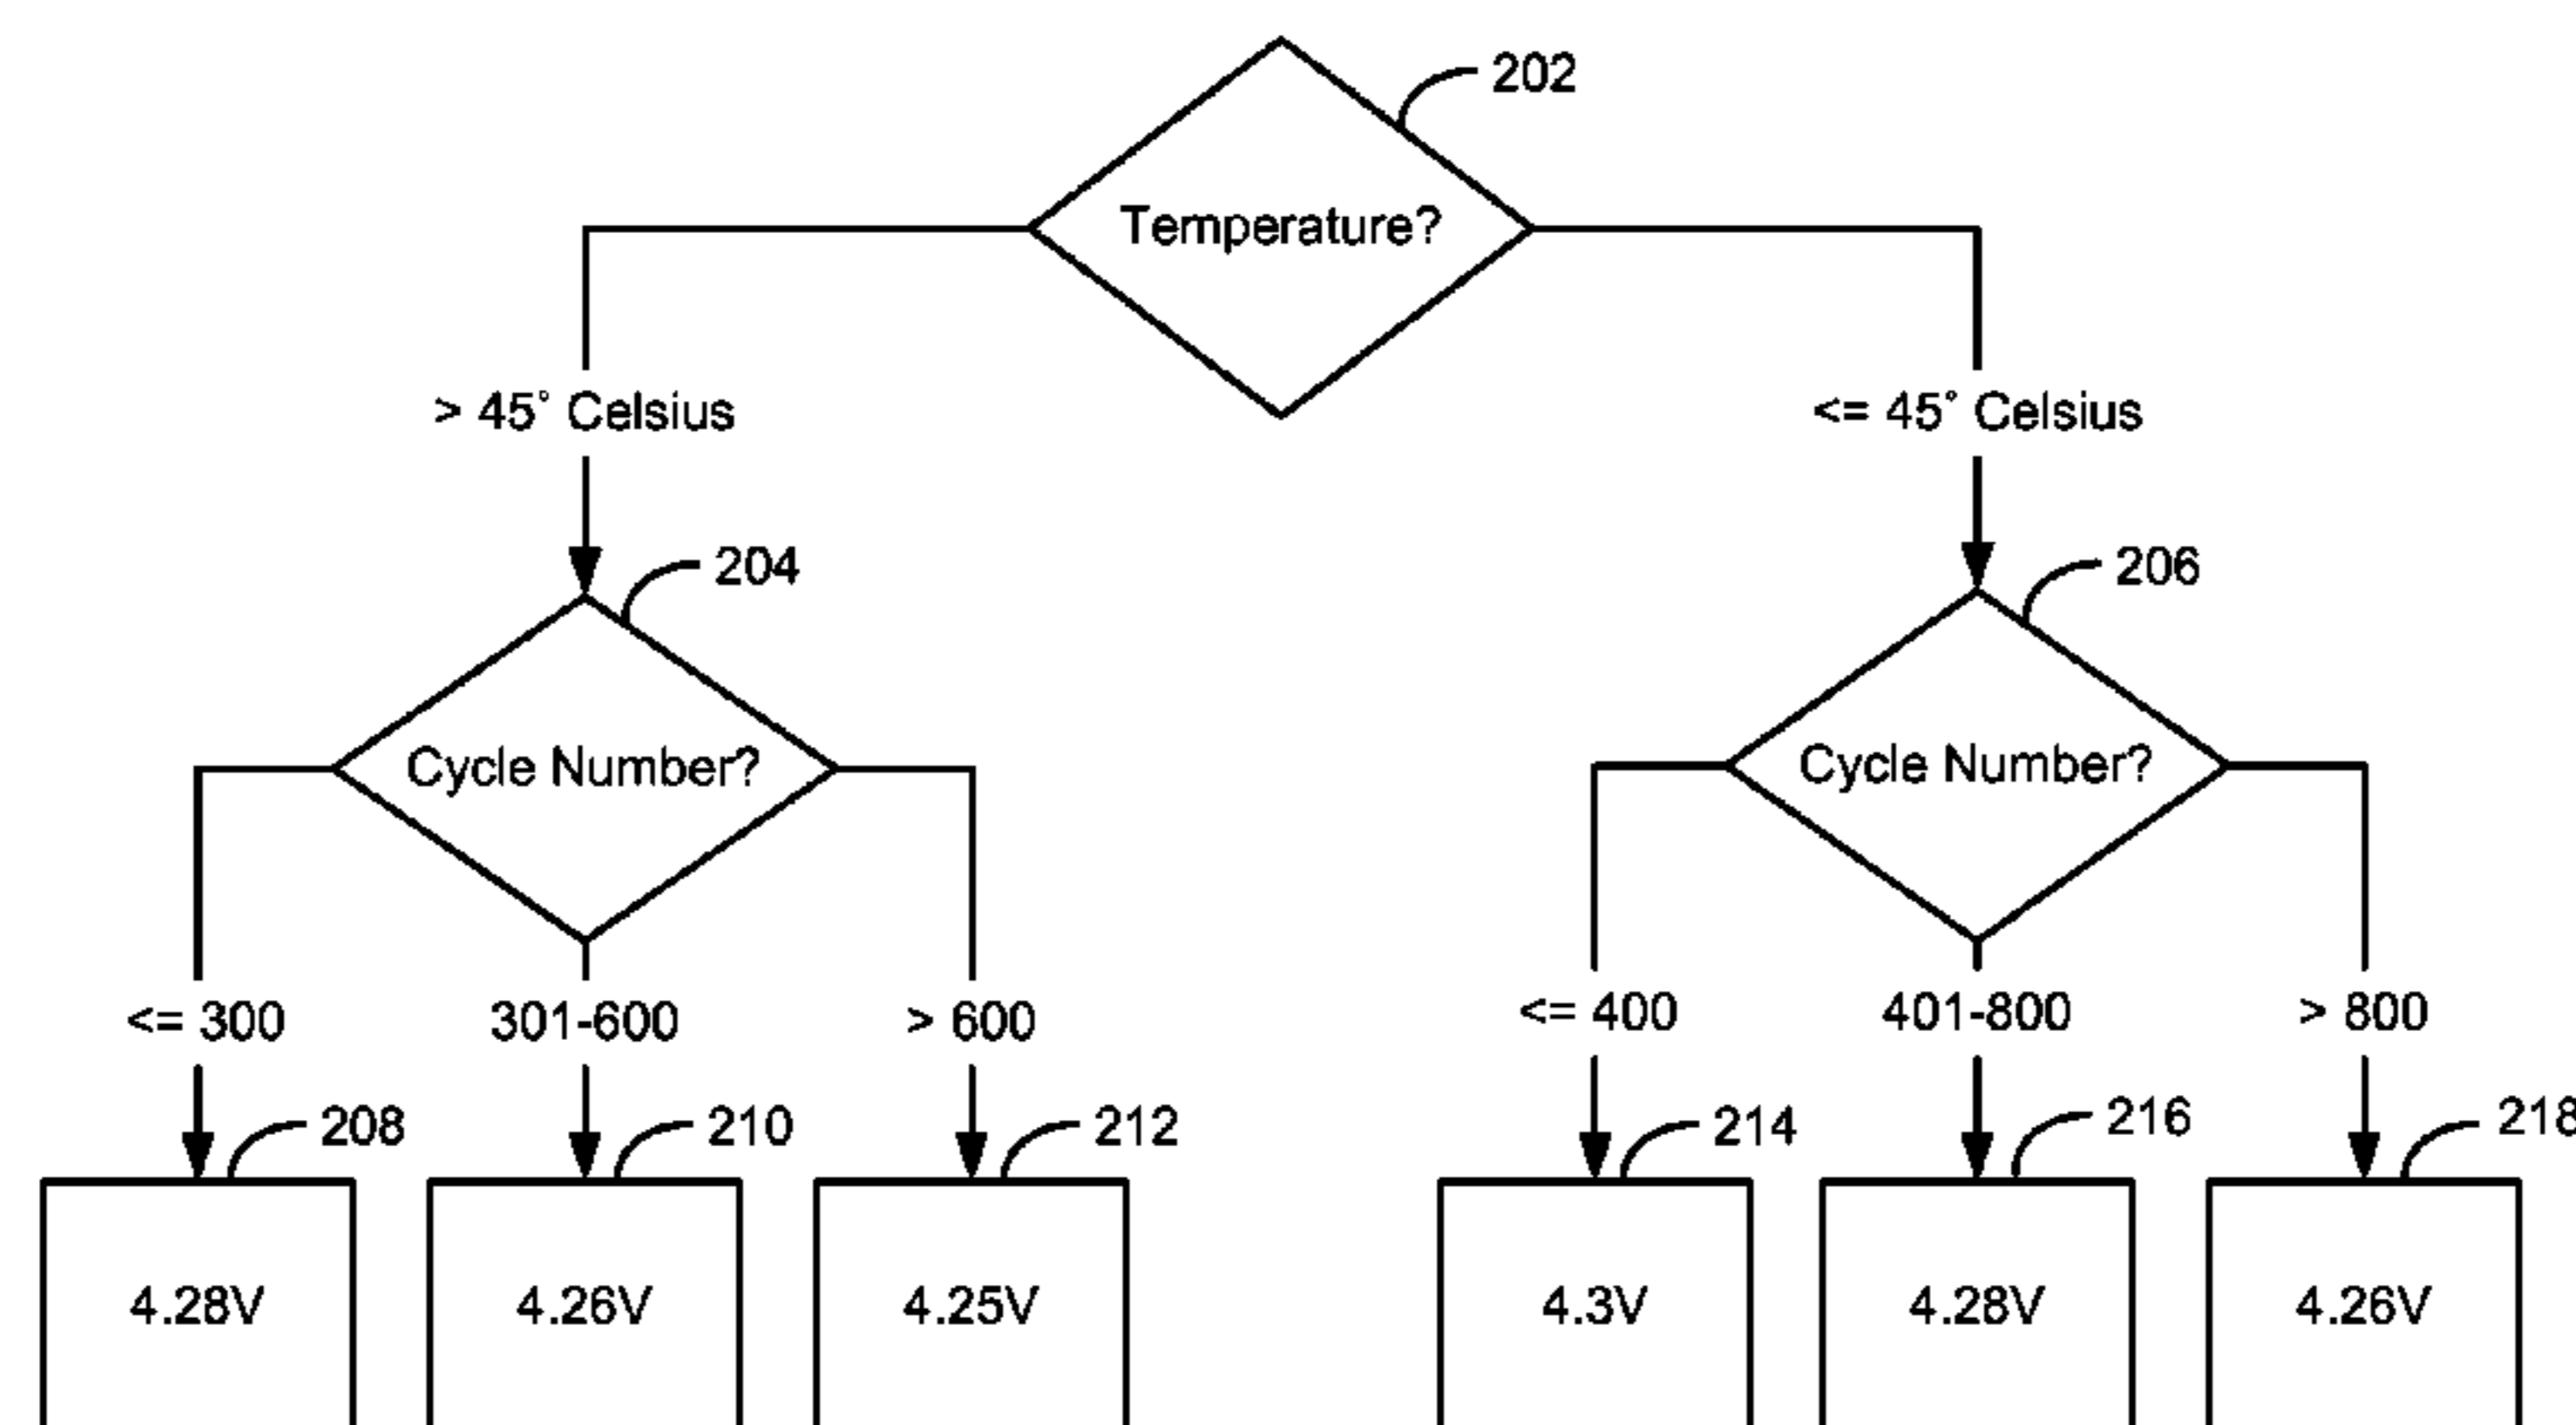 202
Temperature?
> 45° Celsius
<= 45° Celsius
204
206
Cycle Number?
Cycle Number?
<= 300
301-600
> 600
<= 400
401-800
> 800
208
210
212
214
216
218
4.28V
4.26V
4.25V
4.3V
4.28V
4.26V